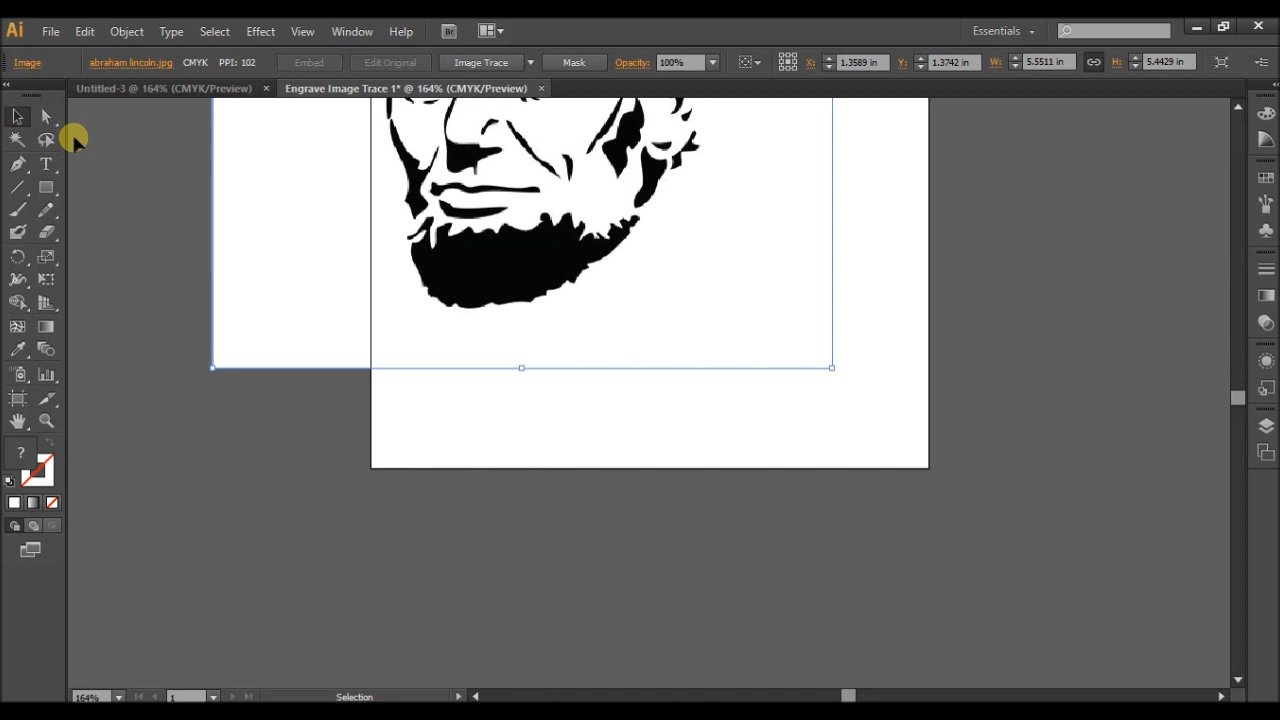 Ai File Edit Object Type Select Effect View Window Help Br Essentials
Image abraham lincoln.jpg CMYK PPI: 102 Embed Edit Original Image Trace Mask Opacity: 100% X: 1.3589 in Y: 1.3742 in W: 5.5511 in H: 5.4429 in
Untitled-3 @ 164% (CMYK/Preview) × Engrave Image Trace 1* @ 164% (CMYK/Preview) ×
T
?
164% 1 Selection